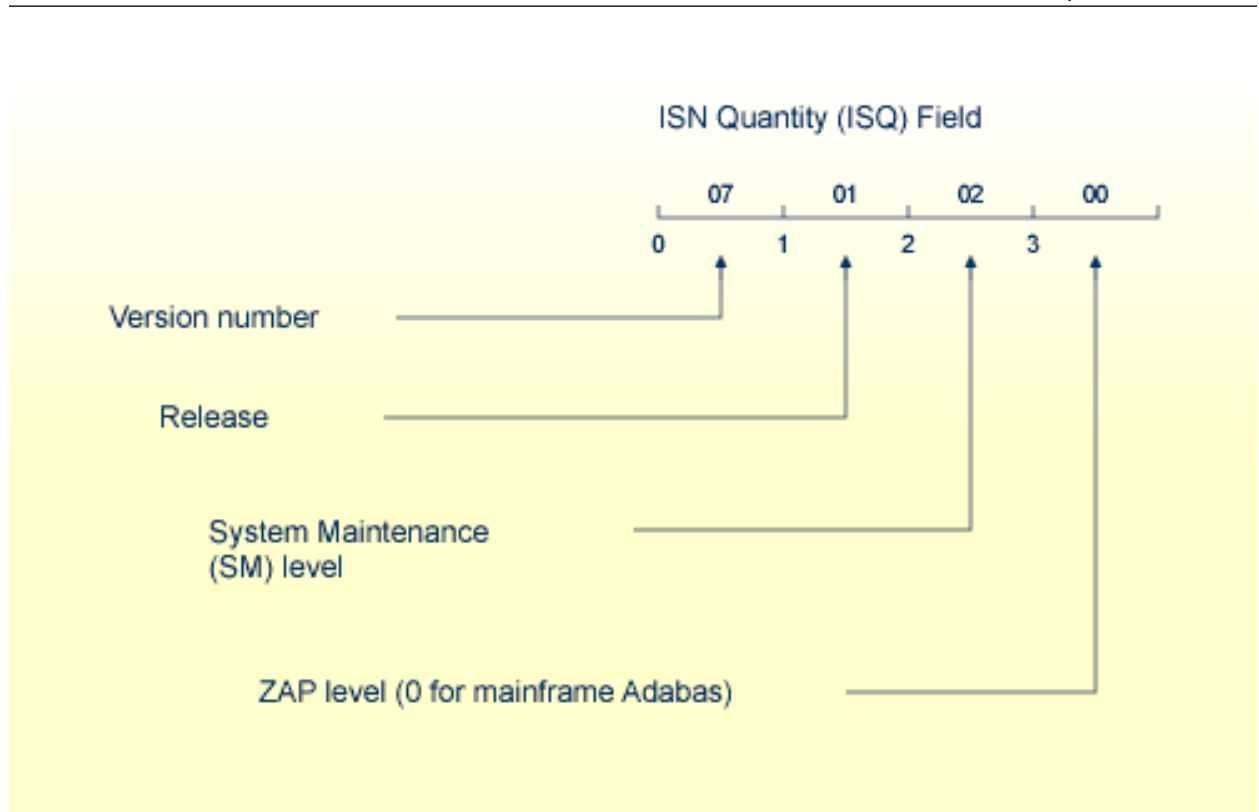 ISN Quantity (ISQ) Field
07 01 02 00
0 1 2 3
Version number
Release
System Maintenance
(SM) level
ZAP level (0 for mainframe Adabas)